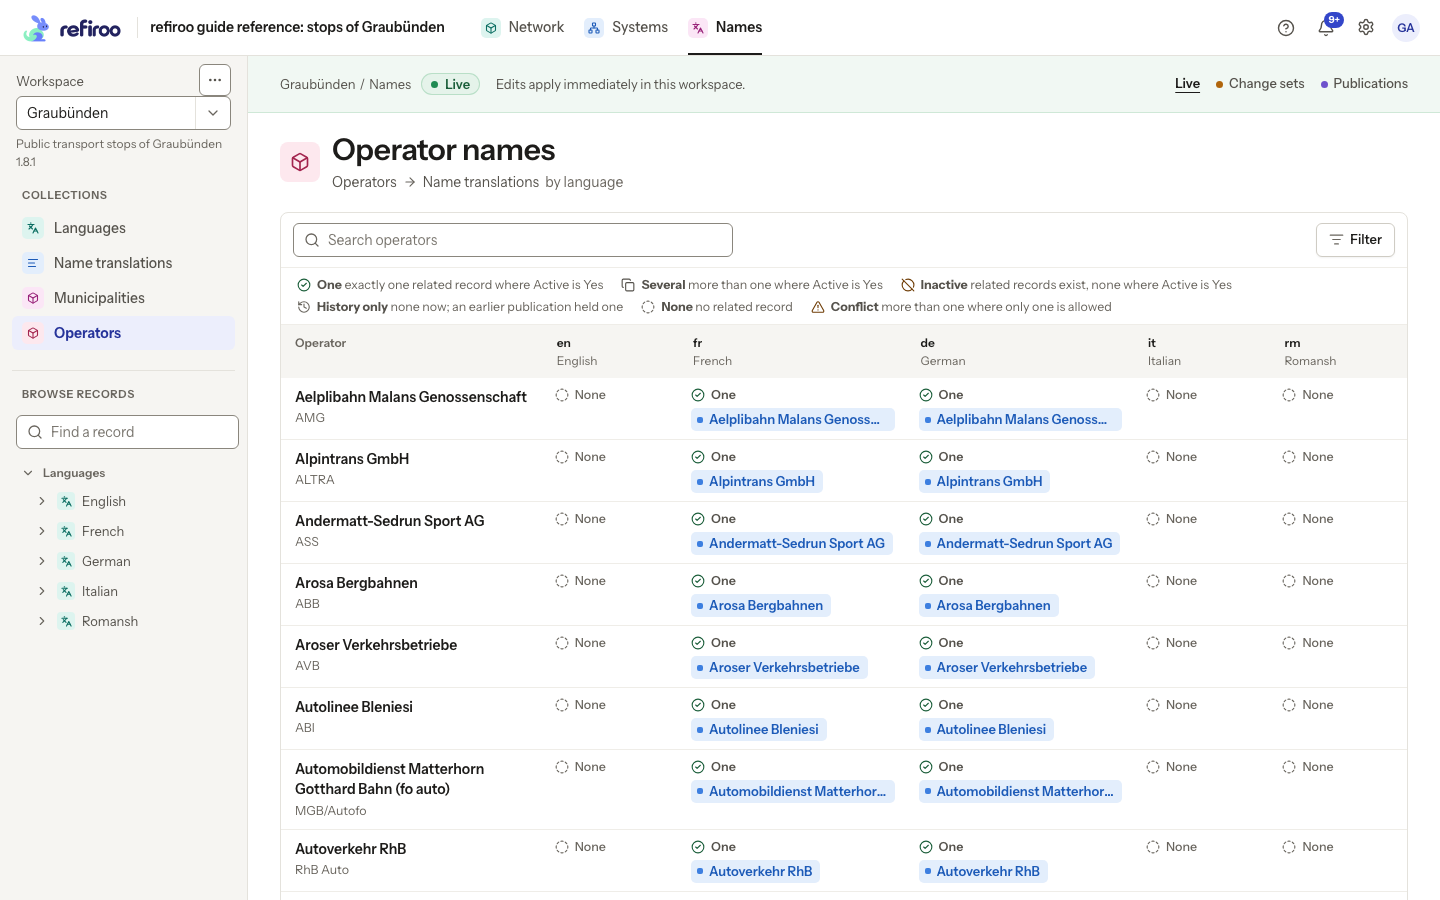 refiroo
refiroo guide reference: stops of Graubünden
Network
Systems
Names
9+
GA
Workspace
Graubünden
Public transport stops of Graubünden
1.8.1
COLLECTIONS
Languages
Name translations
Municipalities
Operators
BROWSE RECORDS
Find a record
Languages
English
French
German
Italian
Romansh
Graubünden / Names
Live
Edits apply immediately in this workspace.
Live
Change sets
Publications
Operator names
Operators → Name translations by language
Search operators
Filter
One exactly one related record where Active is Yes
Several more than one where Active is Yes
Inactive related records exist, none where Active is Yes
History only none now; an earlier publication held one
None no related record
Conflict more than one where only one is allowed
Operator en fr de it rm
English French German Italian Romansh
Aelplibahn Malans Genossenschaft None One One None None
AMG Aelplibahn Malans Genoss... Aelplibahn Malans Genoss...
Alpintrans GmbH None One One None None
ALTRA Alpintrans GmbH Alpintrans GmbH
Andermatt-Sedrun Sport AG None One One None None
ASS Andermatt-Sedrun Sport AG Andermatt-Sedrun Sport AG
Arosa Bergbahnen None One One None None
ABB Arosa Bergbahnen Arosa Bergbahnen
Aroser Verkehrsbetriebe None One One None None
AVB Aroser Verkehrsbetriebe Aroser Verkehrsbetriebe
Autolinee Bleniesi None One One None None
ABl Autolinee Bleniesi Autolinee Bleniesi
Automobildienst Matterhorn None One One None None
Gotthard Bahn (fo auto) Automobildienst Matterhor... Automobildienst Matterhor...
MGB/Autofo
Autoverkehr RhB None One One None None
RhB Auto Autoverkehr RhB Autoverkehr RhB